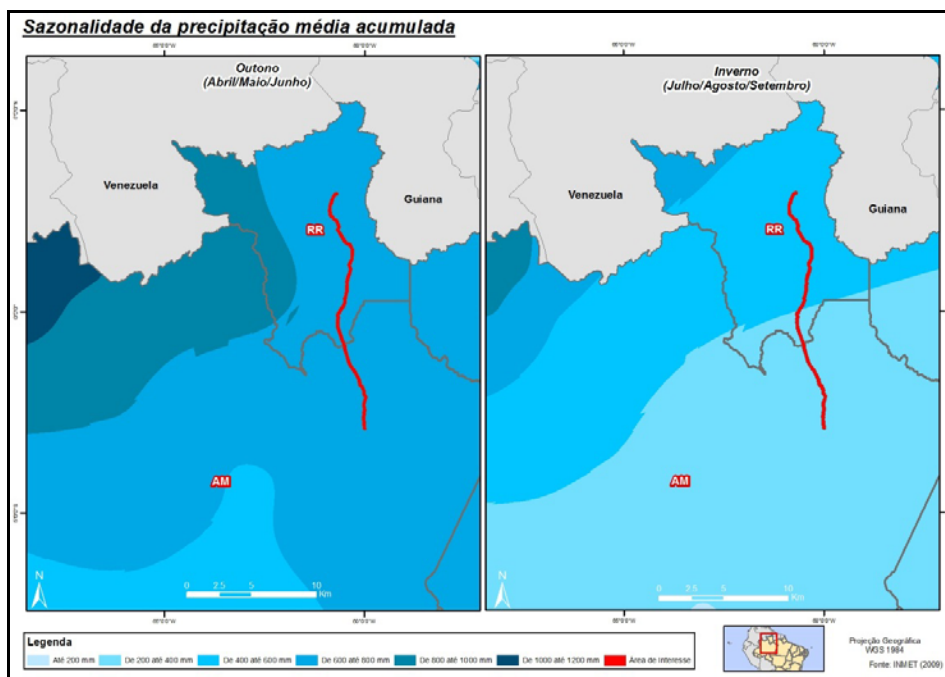 Sazonalidade da precipitação média acumulada
Outono
(Abril/Maio/Junho)
Venezuela
Guiana
RR
AM
N
0 2.5 5 10
Km
Inverno
(Julho/Agosto/Setembro)
Venezuela
Guiana
RR
AM
N
0 2.5 5 10
Km
Legenda
Até 200 mm
De 200 até 400 mm
De 400 até 600 mm
De 600 até 800 mm
De 800 até 1000 mm
De 1000 até 1200 mm
Área de interesse
Projeção Geográfica
WGS 1984
Fonte: INMET (2009)